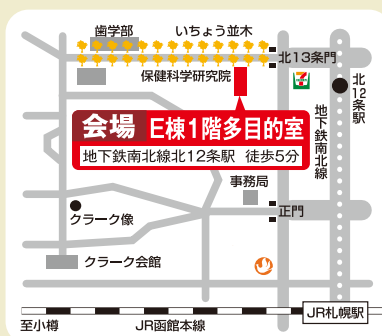 歯学部
いちょう並木
北13条門
保健科学研究院
北12条駅
地下鉄南北線
会場 E棟1階多目的室
地下鉄南北線北12条駅 徒歩5分
事務局
正門
クラーク像
クラーク会館
JR札幌駅
至小樽
JR函館本線